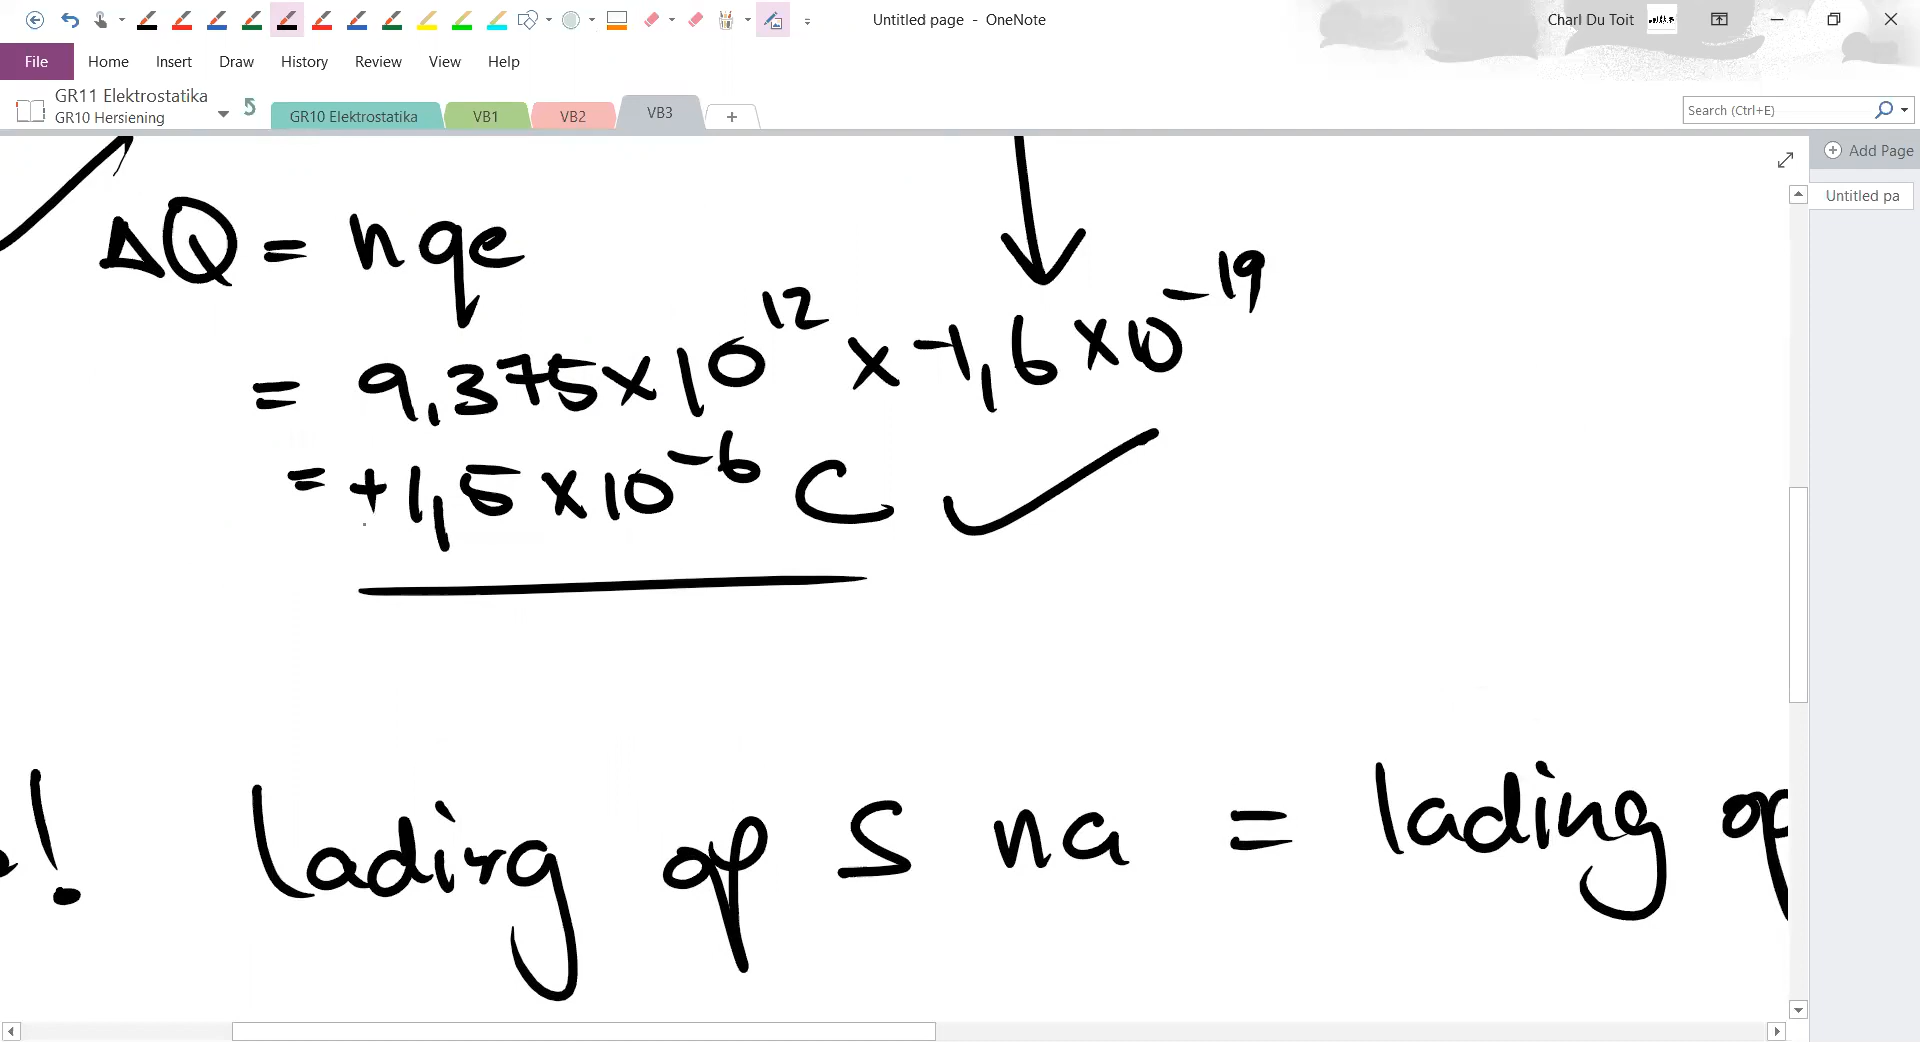 Untitled page - OneNote
Charl Du Toit
File Home Insert Draw History Review View Help
GR11 Elektrostatika
GR10 Hersiening
GR10 Elektrostatika VB1 VB2 VB3 +
Search (Ctrl+E)
Add Page
Untitled pa
ΔQ = nqe
= 9,375 × 10¹² × -1,6 × 10⁻¹⁹
= +1,5 × 10⁻⁶ C ✓
! lading op S na = lading op